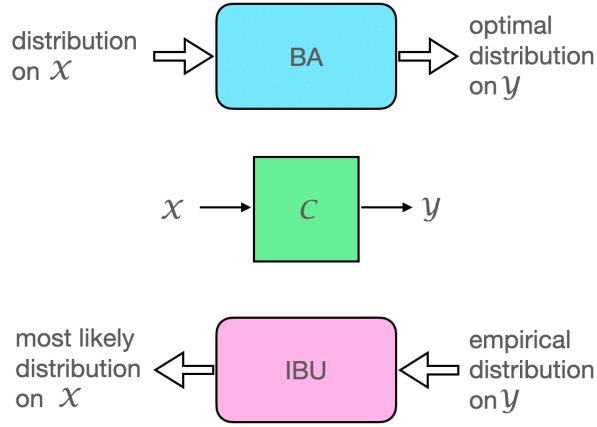 distribution
on 𝒳
BA
optimal
distribution
on 𝒴
𝒳
C
𝒴
most likely
distribution
on 𝒳
IBU
empirical
distribution
on 𝒴